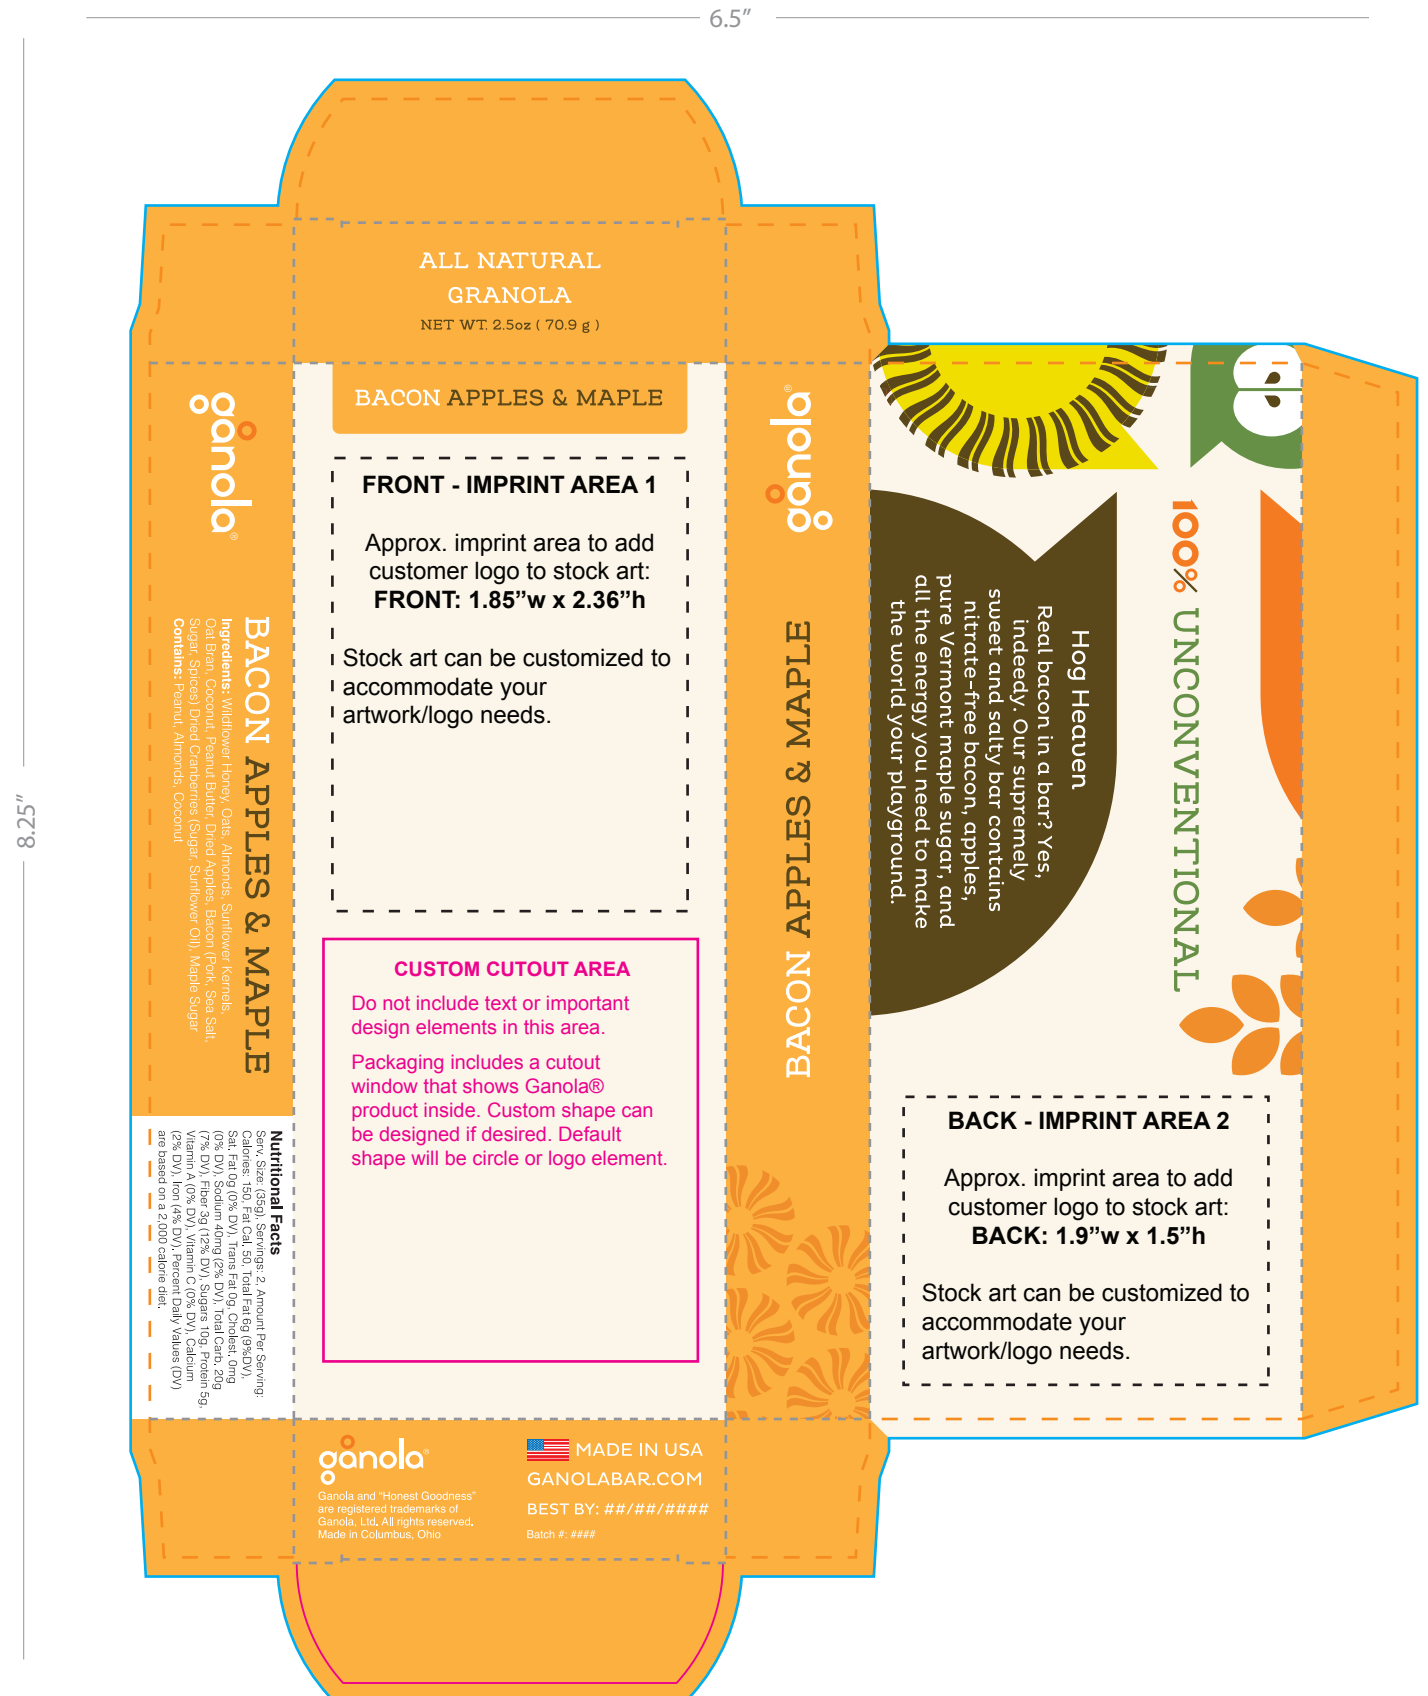 6.5”
8.25”
ALL NATURAL
GRANOLA
NET WT. 2.5oz ( 70.9 g )
BACON APPLES & MAPLE
FRONT - IMPRINT AREA 1
Approx. imprint area to add
customer logo to stock art:
FRONT: 1.85”w x 2.36”h
Stock art can be customized to
accommodate your
artwork/logo needs.
CUSTOM CUTOUT AREA
Do not include text or important
design elements in this area.
Packaging includes a cutout
window that shows Ganola®
product inside. Custom shape can
be designed if desired. Default
shape will be circle or logo element.
ganola®
BACON APPLES & MAPLE
Ingredients: Wildflower Honey, Oats, Almonds, Sunflower Kernels,
Oat Bran, Coconut, Peanut Butter, Dried Apples, Bacon (Pork, Sea Salt,
Sugar, Spices) Dried Cranberries (Sugar, Sunflower Oil), Maple Sugar
Contains: Peanut, Almonds, Coconut
Nutritional Facts
Serv. Size: (35g), Servings: 2, Amount Per Serving:
Calories: 150, Fat Cal. 50, Total Fat 6g (9%DV),
Sat. Fat 0g (0% DV), Trans Fat 0g, Cholest. 0mg
(0% DV), Sodium 40mg (2% DV), Total Carb. 20g
(7% DV), Fiber 3g (12% DV), Sugars 10g, Protein 5g,
Vitamin A (0% DV), Vitamin C (0% DV), Calcium
(2% DV), Iron (4% DV). Percent Daily Values (DV)
are based on a 2,000 calorie diet.
ganola®
BACON APPLES & MAPLE
100% UNCONVENTIONAL
Hog Heaven
Real bacon in a bar? Yes,
indeedy. Our supremely
sweet and salty bar contains
nitrate-free bacon, apples,
pure Vermont maple sugar, and
all the energy you need to make
the world your playground.
BACK - IMPRINT AREA 2
Approx. imprint area to add
customer logo to stock art:
BACK: 1.9”w x 1.5”h
Stock art can be customized to
accommodate your
artwork/logo needs.
ganola®
Ganola and “Honest Goodness”
are registered trademarks of
Ganola, Ltd. All rights reserved.
Made in Columbus, Ohio
MADE IN USA
GANOLABAR.COM
BEST BY: ##/##/####
Batch #: ####